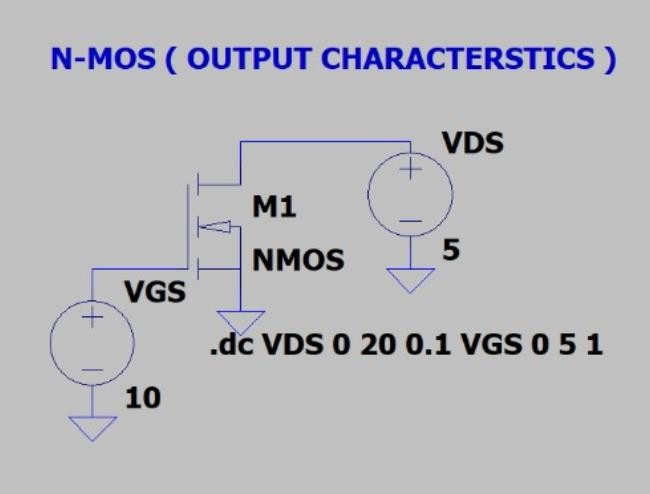 N-MOS ( OUTPUT CHARACTERSTICS )
VDS
M1
5
NMOS
VGS
.dc VDS 0 20 0.1 VGS 0 5 1
10